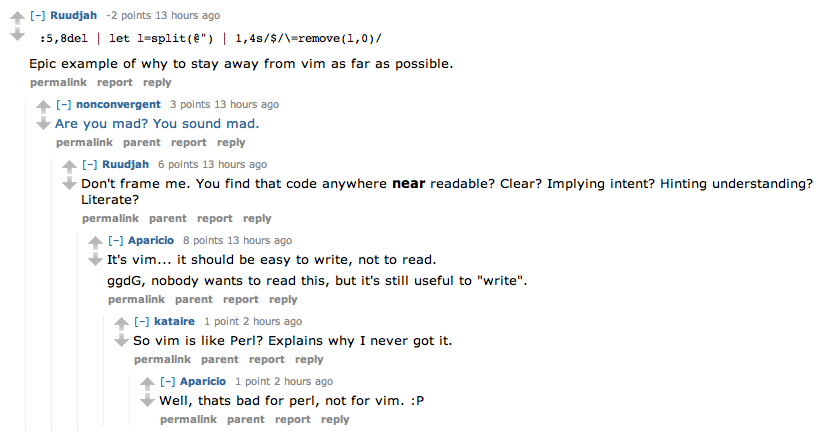 [–] Ruudjah -2 points 13 hours ago
:5,8del | let l=split(@") | 1,4s/$/\=remove(l,0)/
Epic example of why to stay away from vim as far as possible.
permalink report reply
[–] nonconvergent 3 points 13 hours ago
Are you mad? You sound mad.
permalink parent report reply
[–] Ruudjah 6 points 13 hours ago
Don't frame me. You find that code anywhere near readable? Clear? Implying intent? Hinting understanding?
Literate?
permalink parent report reply
[–] Aparicio 8 points 13 hours ago
It's vim... it should be easy to write, not to read.
ggdG, nobody wants to read this, but it's still useful to "write".
permalink parent report reply
[–] kataire 1 point 2 hours ago
So vim is like Perl? Explains why I never got it.
permalink parent report reply
[–] Aparicio 1 point 2 hours ago
Well, thats bad for perl, not for vim. :P
permalink parent report reply